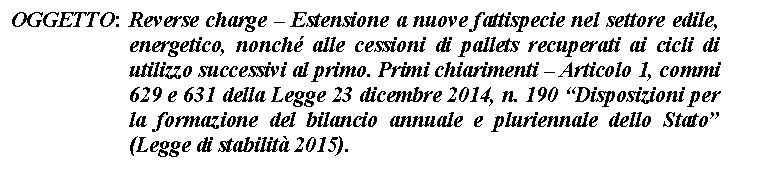 OGGETTO: Reverse charge – Estensione a nuove fattispecie nel settore edile,
energetico, nonché alle cessioni di pallets recuperati ai cicli di
utilizzo successivi al primo. Primi chiarimenti – Articolo 1, commi
629 e 631 della Legge 23 dicembre 2014, n. 190 “Disposizioni per
la formazione del bilancio annuale e pluriennale dello Stato”
(Legge di stabilità 2015).